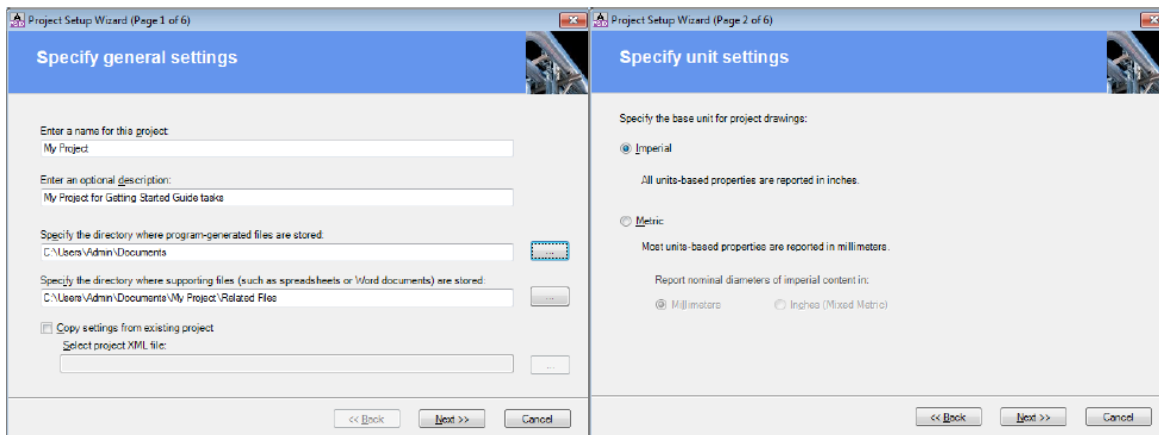 Project Setup Wizard (Page 1 of 6)
Specify general settings
Enter a name for this project:
My Project
Enter an optional description:
My Project for Getting Started Guide tasks
Specify the directory where program-generated files are stored:
C:\Users\Admin\Documents
...
Specify the directory where supporting files (such as spreadsheets or Word documents) are stored:
C:\Users\Admin\Documents\My Project\Related Files
...
Copy settings from existing project
Select project XML file:
...
<< Back
Next >>
Cancel
Project Setup Wizard (Page 2 of 6)
Specify unit settings
Specify the base unit for project drawings:
Imperial
All units-based properties are reported in inches.
Metric
Most units-based properties are reported in millimeters.
Report nominal diameters of imperial content in:
Millimeters
Inches (Mixed Metric)
<< Back
Next >>
Cancel